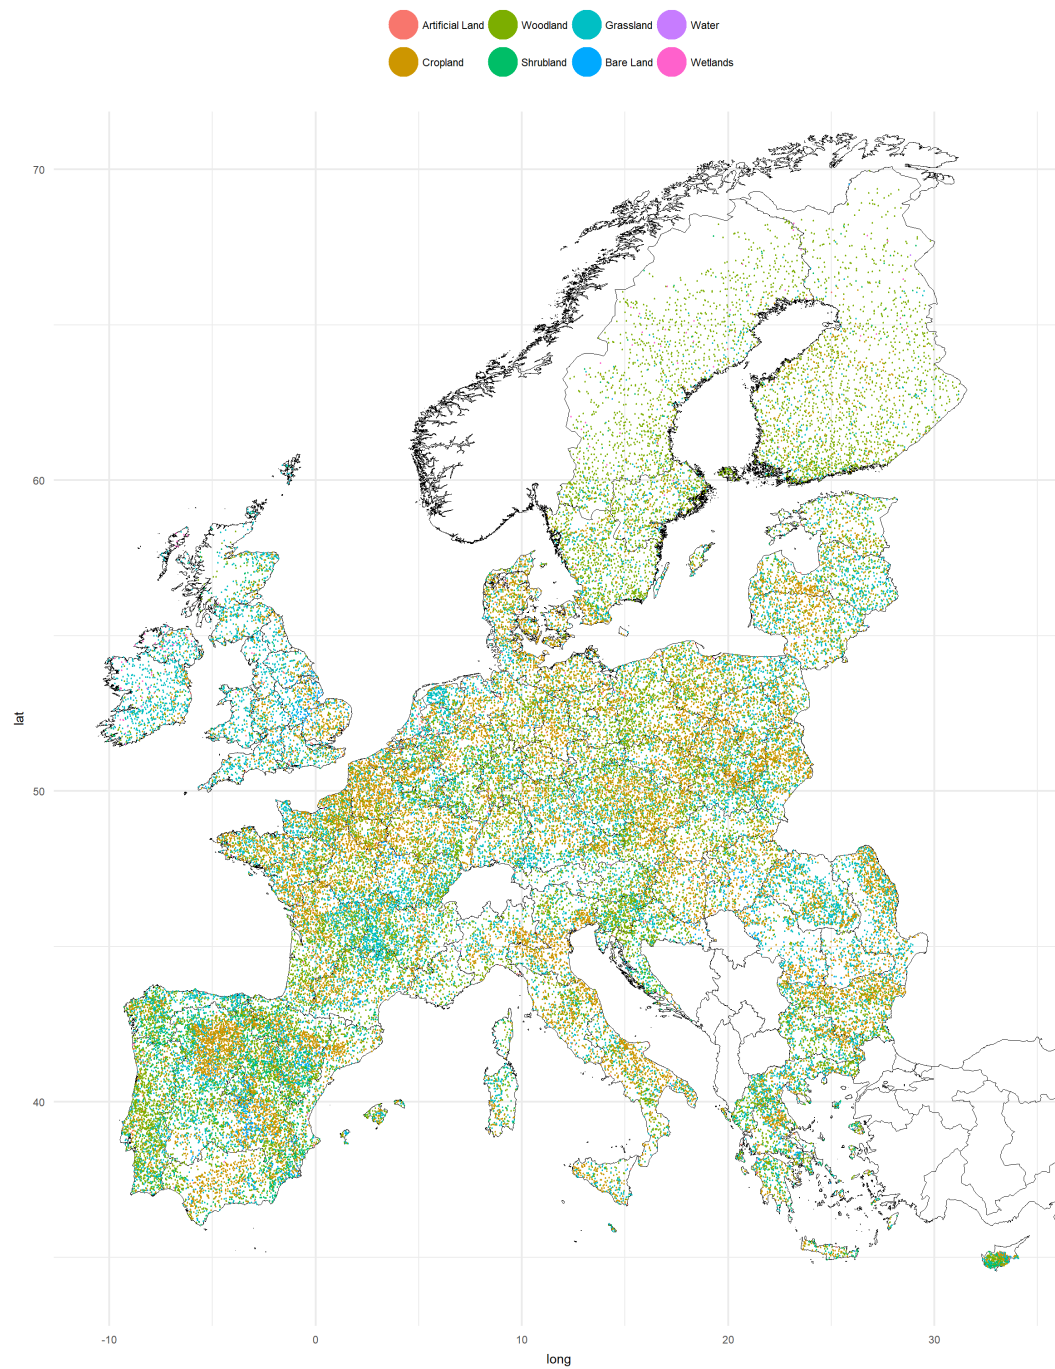 Artificial Land Woodland Grassland Water
Cropland Shrubland Bare Land Wetlands
70
60
50
40
lat
-10 0 10 20 30
long